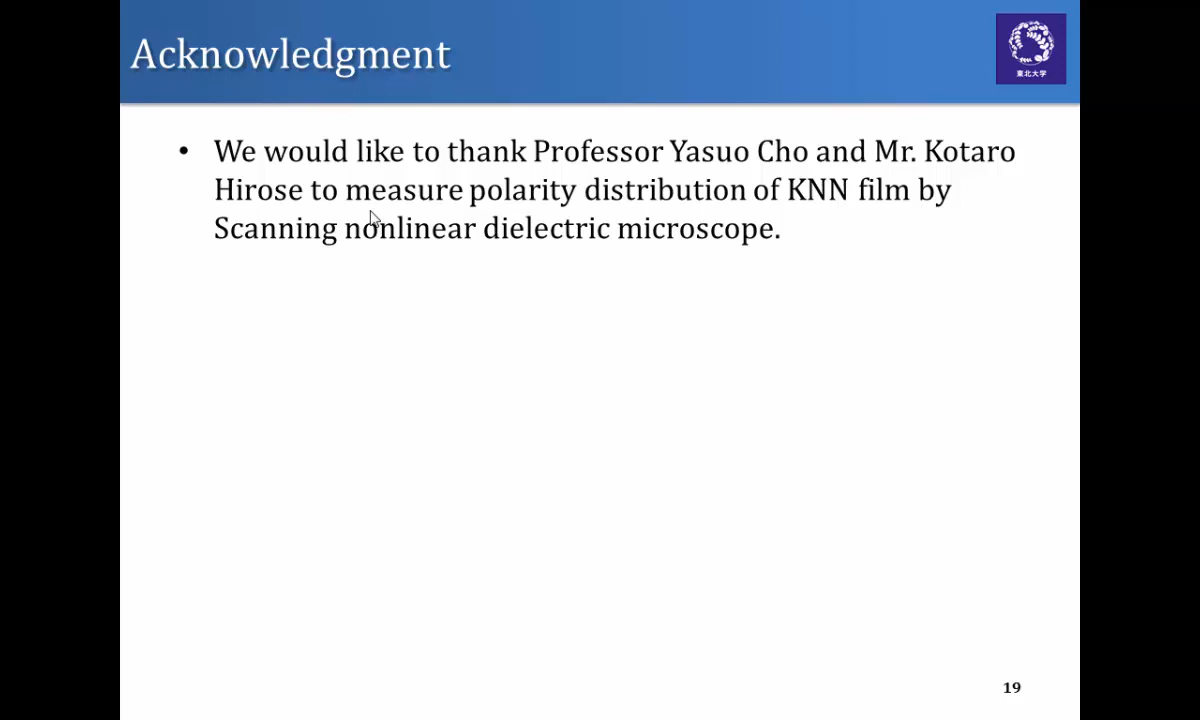 Acknowledgment
東北大学
• We would like to thank Professor Yasuo Cho and Mr. Kotaro
Hirose to measure polarity distribution of KNN film by
Scanning nonlinear dielectric microscope.
19